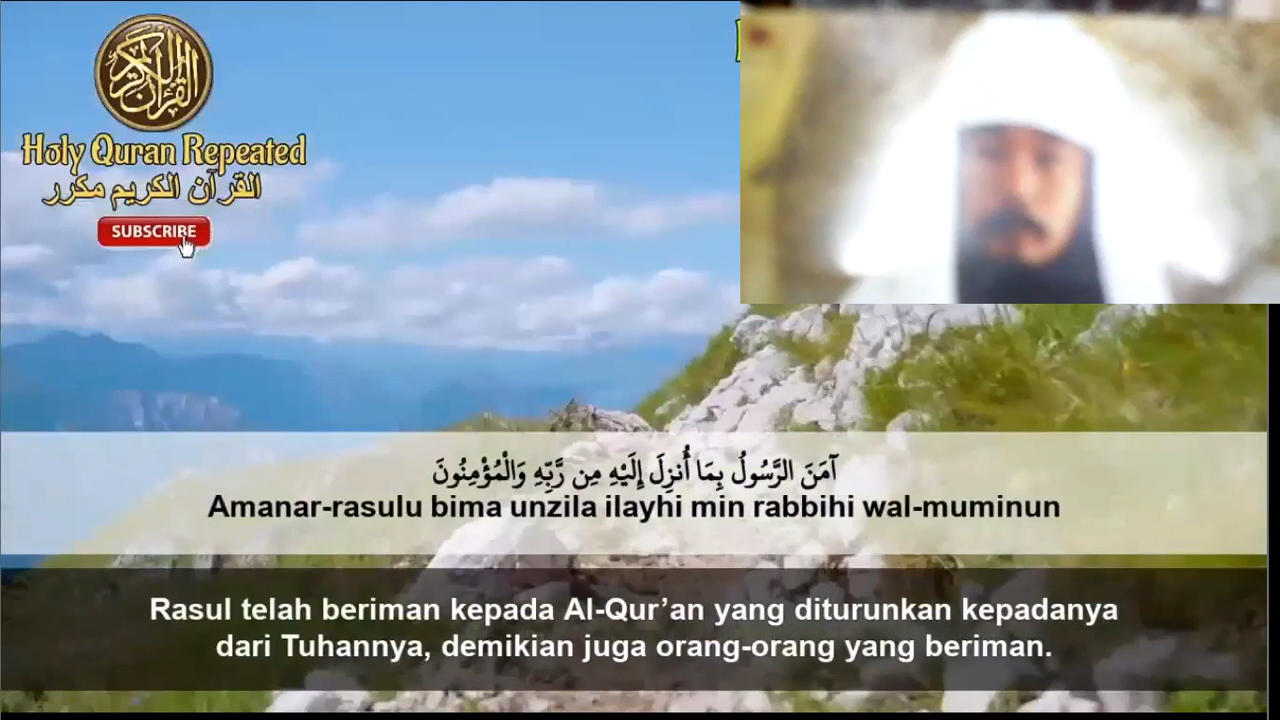 القرآن الكريم
Holy Quran Repeated
القرآن الكريم مكرر
SUBSCRIBE
آمَنَ الرَّسُولُ بِمَا أُنزِلَ إِلَيْهِ مِن رَّبِّهِ وَالْمُؤْمِنُونَ
Amanar-rasulu bima unzila ilayhi min rabbihi wal-muminun
Rasul telah beriman kepada Al-Qur’an yang diturunkan kepadanya
dari Tuhannya, demikian juga orang-orang yang beriman.